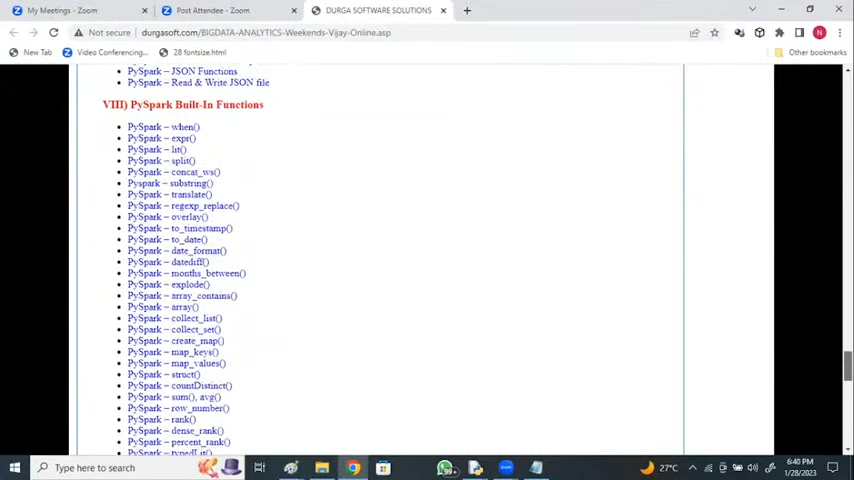 My Meetings - Zoom
Post Attendee - Zoom
DURGA SOFTWARE SOLUTIONS
Not secure
durgasoft.com/BIGDATA-ANALYTICS-Weekends-Vijay-Online.asp
N
New Tab
Video Conferencing...
28 fontsize.html
Other bookmarks
PySpark – JSON Functions
PySpark – Read & Write JSON file
VIII) PySpark Built-In Functions
PySpark – when()
PySpark – expr()
PySpark – lit()
PySpark – split()
PySpark – concat_ws()
Pyspark – substring()
PySpark – translate()
PySpark – regexp_replace()
PySpark – overlay()
PySpark – to_timestamp()
PySpark – to_date()
PySpark – date_format()
PySpark – datediff()
PySpark – months_between()
PySpark – explode()
PySpark – array_contains()
PySpark – array()
PySpark – collect_list()
PySpark – collect_set()
PySpark – create_map()
PySpark – map_keys()
PySpark – map_values()
PySpark – struct()
PySpark – countDistinct()
PySpark – sum(), avg()
PySpark – row_number()
PySpark – rank()
PySpark – dense_rank()
PySpark – percent_rank()
PySpark – typedLit()
Type here to search
99+
27°C
6:40 PM
1/28/2023